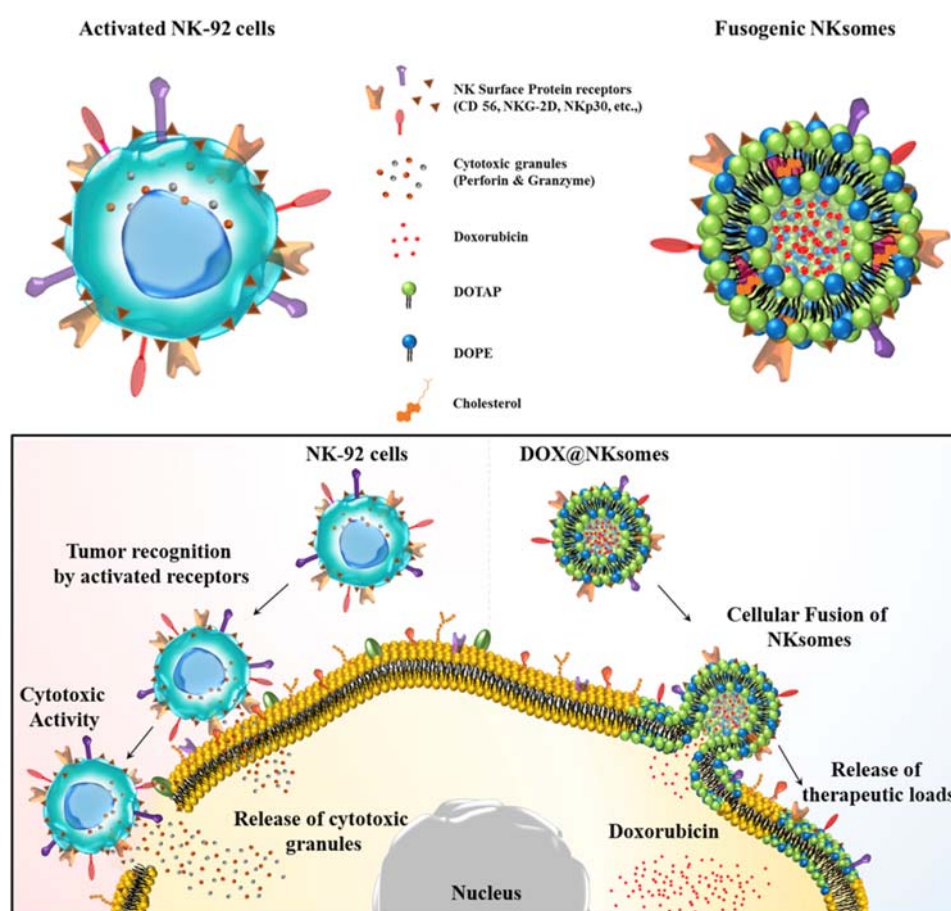 Activated NK-92 cells
Fusogenic NKsomes
NK Surface Protein receptors
(CD 56, NKG-2D, NKp30, etc.,)
Cytotoxic granules
(Perforin & Granzyme)
Doxorubicin
DOTAP
DOPE
Cholesterol
NK-92 cells
DOX@NKsomes
Tumor recognition
by activated receptors
Cellular Fusion of
NKsomes
Cytotoxic
Activity
Release of
therapeutic loads
Release of cytotoxic
granules
Doxorubicin
Nucleus